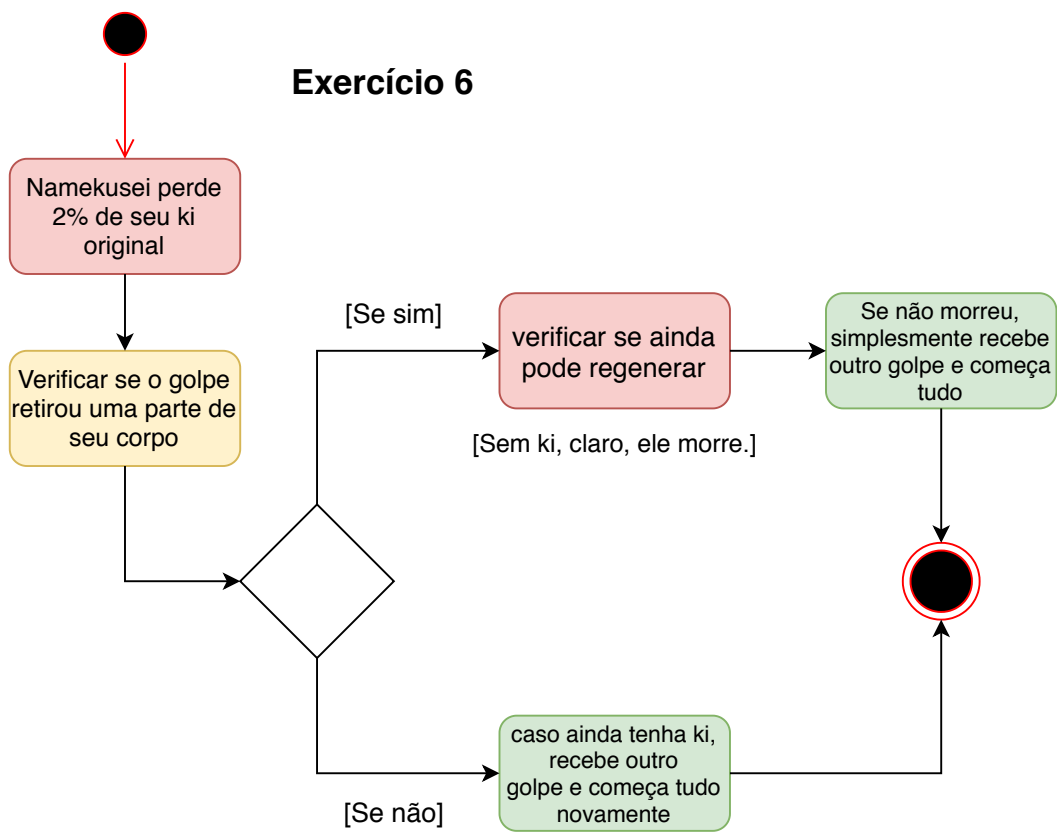 Exercício 6
Namekusei perde
2% de seu ki
original
Verificar se o golpe
retirou uma parte de
seu corpo
[Se sim]
verificar se ainda
pode regenerar
[Sem ki, claro, ele morre.]
Se não morreu,
simplesmente recebe
outro golpe e começa
tudo
[Se não]
caso ainda tenha ki,
recebe outro
golpe e começa tudo
novamente